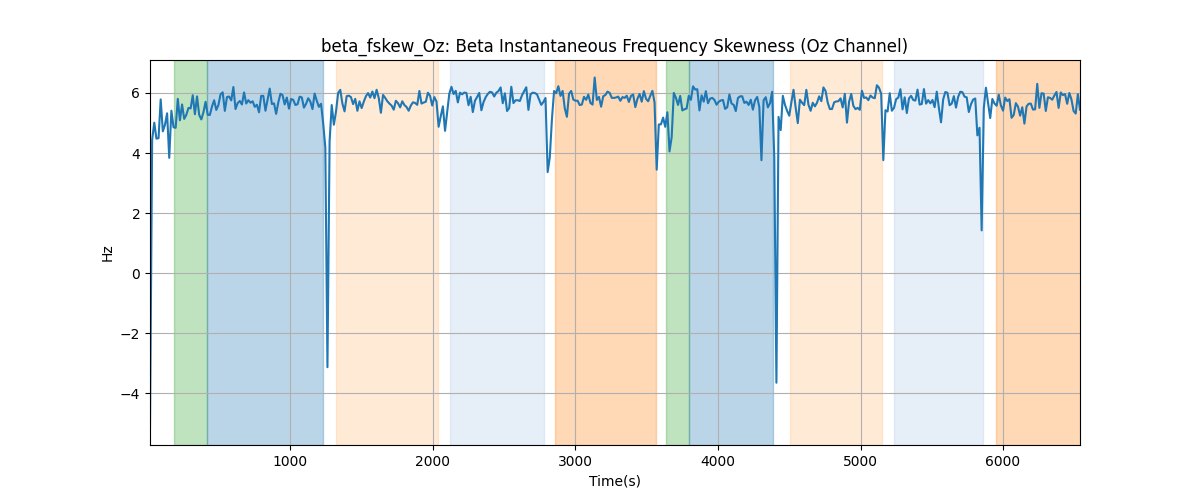 beta_fskew_Oz: Beta Instantaneous Frequency Skewness (Oz Channel)
Hz
6
4
2
0
−2
−4
1000 2000 3000 4000 5000 6000
Time(s)